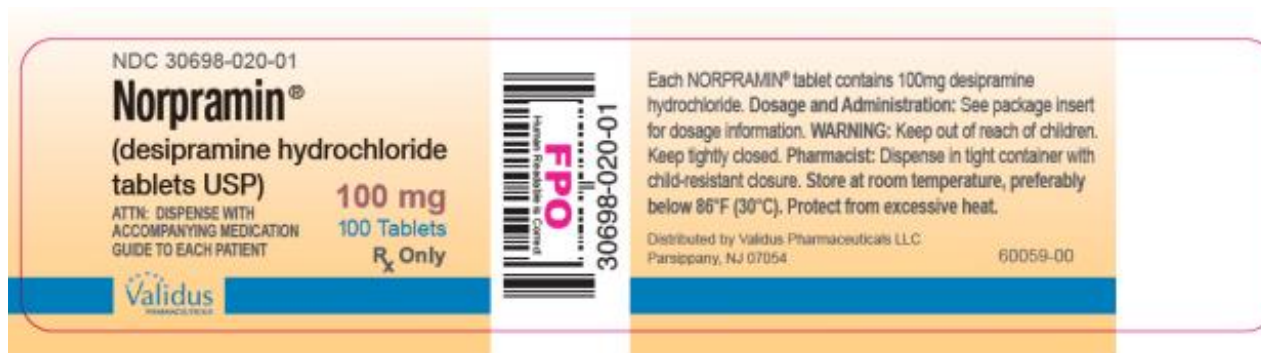 NDC 30698-020-01
Norpramin®
(desipramine hydrochloride
tablets USP)
100 mg
ATTN: DISPENSE WITH
ACCOMPANYING MEDICATION
GUIDE TO EACH PATIENT
100 Tablets
Rx Only
Validus
PHARMACEUTICALS
FPO
Human Readable is Correct
30698-020-01
Each NORPRAMIN® tablet contains 100mg desipramine
hydrochloride. Dosage and Administration: See package insert
for dosage information. WARNING: Keep out of reach of children.
Keep tightly closed. Pharmacist: Dispense in tight container with
child-resistant closure. Store at room temperature, preferably
below 86°F (30°C). Protect from excessive heat.
Distributed by Validus Pharmaceuticals LLC
Parsippany, NJ 07054
60059-00